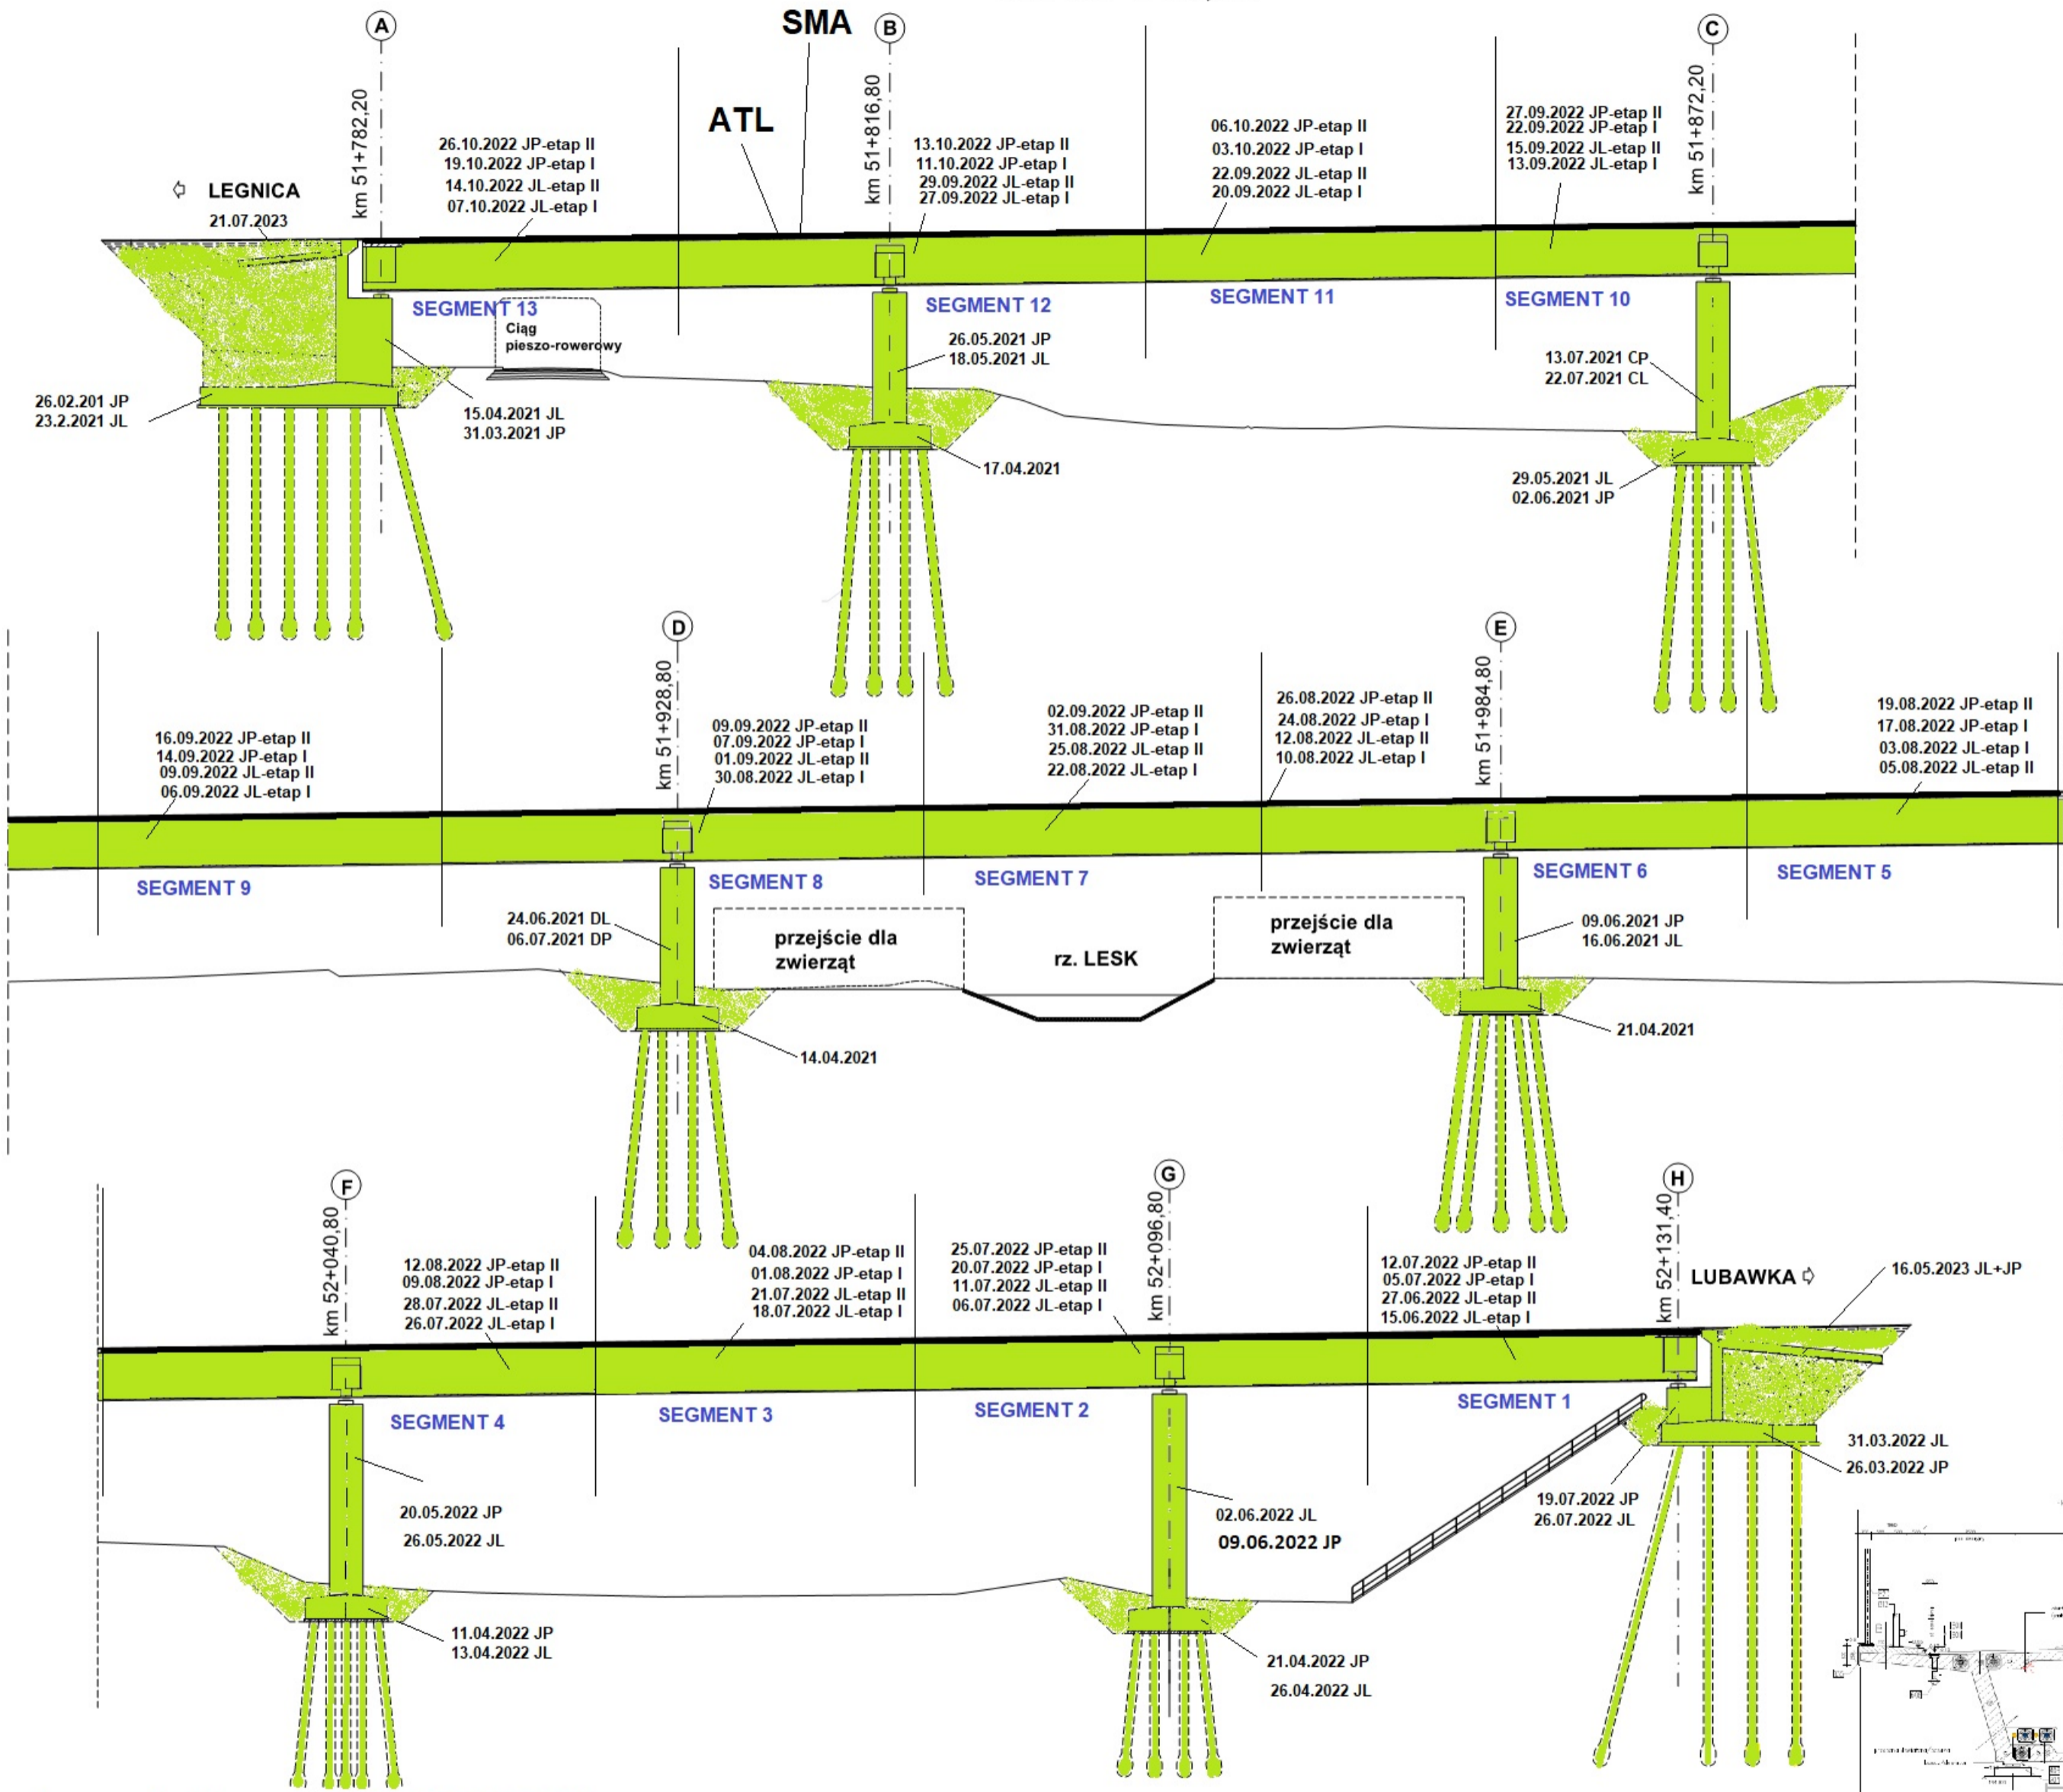 A
SMA
B
C
km 51+782,20
ATL
km 51+816,80
km 51+872,20
26.10.2022 JP-etap II
19.10.2022 JP-etap I
14.10.2022 JL-etap II
07.10.2022 JL-etap I
13.10.2022 JP-etap II
11.10.2022 JP-etap I
29.09.2022 JL-etap II
27.09.2022 JL-etap I
06.10.2022 JP-etap II
03.10.2022 JP-etap I
22.09.2022 JL-etap II
20.09.2022 JL-etap I
27.09.2022 JP-etap II
22.09.2022 JP-etap I
15.09.2022 JL-etap II
13.09.2022 JL-etap I
LEGNICA
21.07.2023
SEGMENT 13
SEGMENT 12
SEGMENT 11
SEGMENT 10
Ciąg
pieszo-rowerowy
26.05.2021 JP
18.05.2021 JL
13.07.2021 CP
22.07.2021 CL
26.02.201 JP
23.2.2021 JL
15.04.2021 JL
31.03.2021 JP
17.04.2021
29.05.2021 JL
02.06.2021 JP
D
E
km 51+928,80
km 51+984,80
16.09.2022 JP-etap II
14.09.2022 JP-etap I
09.09.2022 JL-etap II
06.09.2022 JL-etap I
09.09.2022 JP-etap II
07.09.2022 JP-etap I
01.09.2022 JL-etap II
30.08.2022 JL-etap I
02.09.2022 JP-etap II
31.08.2022 JP-etap I
25.08.2022 JL-etap II
22.08.2022 JL-etap I
26.08.2022 JP-etap II
24.08.2022 JP-etap I
12.08.2022 JL-etap II
10.08.2022 JL-etap I
19.08.2022 JP-etap II
17.08.2022 JP-etap I
03.08.2022 JL-etap I
05.08.2022 JL-etap II
SEGMENT 9
SEGMENT 8
SEGMENT 7
SEGMENT 6
SEGMENT 5
24.06.2021 DL
06.07.2021 DP
przejście dla
zwierząt
rz. LESK
przejście dla
zwierząt
09.06.2021 JP
16.06.2021 JL
14.04.2021
21.04.2021
F
G
H
km 52+040,80
km 52+096,80
km 52+131,40
12.08.2022 JP-etap II
09.08.2022 JP-etap I
28.07.2022 JL-etap II
26.07.2022 JL-etap I
04.08.2022 JP-etap II
01.08.2022 JP-etap I
21.07.2022 JL-etap II
18.07.2022 JL-etap I
25.07.2022 JP-etap II
20.07.2022 JP-etap I
11.07.2022 JL-etap II
06.07.2022 JL-etap I
12.07.2022 JP-etap II
05.07.2022 JP-etap I
27.06.2022 JL-etap II
15.06.2022 JL-etap I
LUBAWKA
16.05.2023 JL+JP
SEGMENT 4
SEGMENT 3
SEGMENT 2
SEGMENT 1
20.05.2022 JP
26.05.2022 JL
02.06.2022 JL
09.06.2022 JP
31.03.2022 JL
26.03.2022 JP
19.07.2022 JP
26.07.2022 JL
11.04.2022 JP
13.04.2022 JL
21.04.2022 JP
26.04.2022 JL